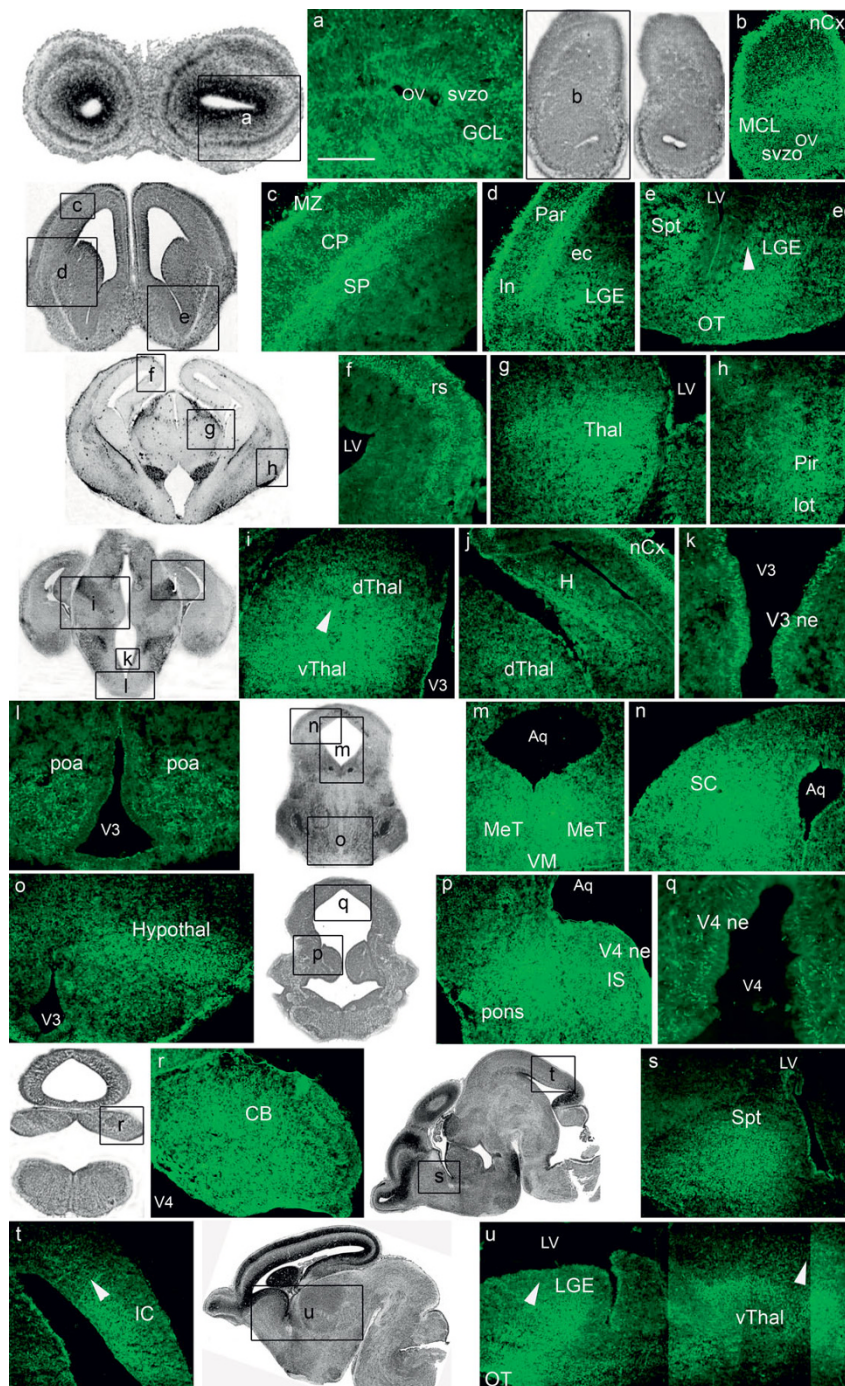 a
a
OV
svzo
GCL
b
b
nCx
MCL
OV
svzo
c
d
e
c
MZ
CP
SP
d
Par
ec
In
LGE
e
LV
ec
Spt
LGE
OT
f
g
h
f
rs
LV
g
LV
Thal
h
Pir
lot
i
k
l
i
dThal
vThal
V3
j
nCx
H
dThal
k
V3
V3 ne
l
poa
poa
V3
n
m
o
m
Aq
MeT
MeT
VM
n
SC
Aq
o
Hypothal
V3
q
p
p
Aq
V4 ne
IS
pons
q
V4 ne
V4
r
r
CB
V4
t
s
s
LV
Spt
t
IC
u
u
LV
LGE
vThal
OT